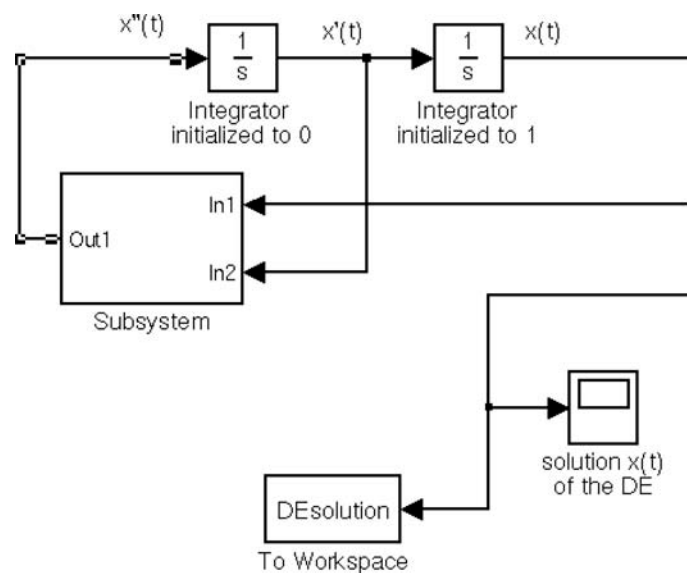 x"(t)
x'(t)
x(t)
1
s
1
s
Integrator
initialized to 0
Integrator
initialized to 1
In1
Out1
In2
Subsystem
solution x(t)
of the DE
DEsolution
To Workspace